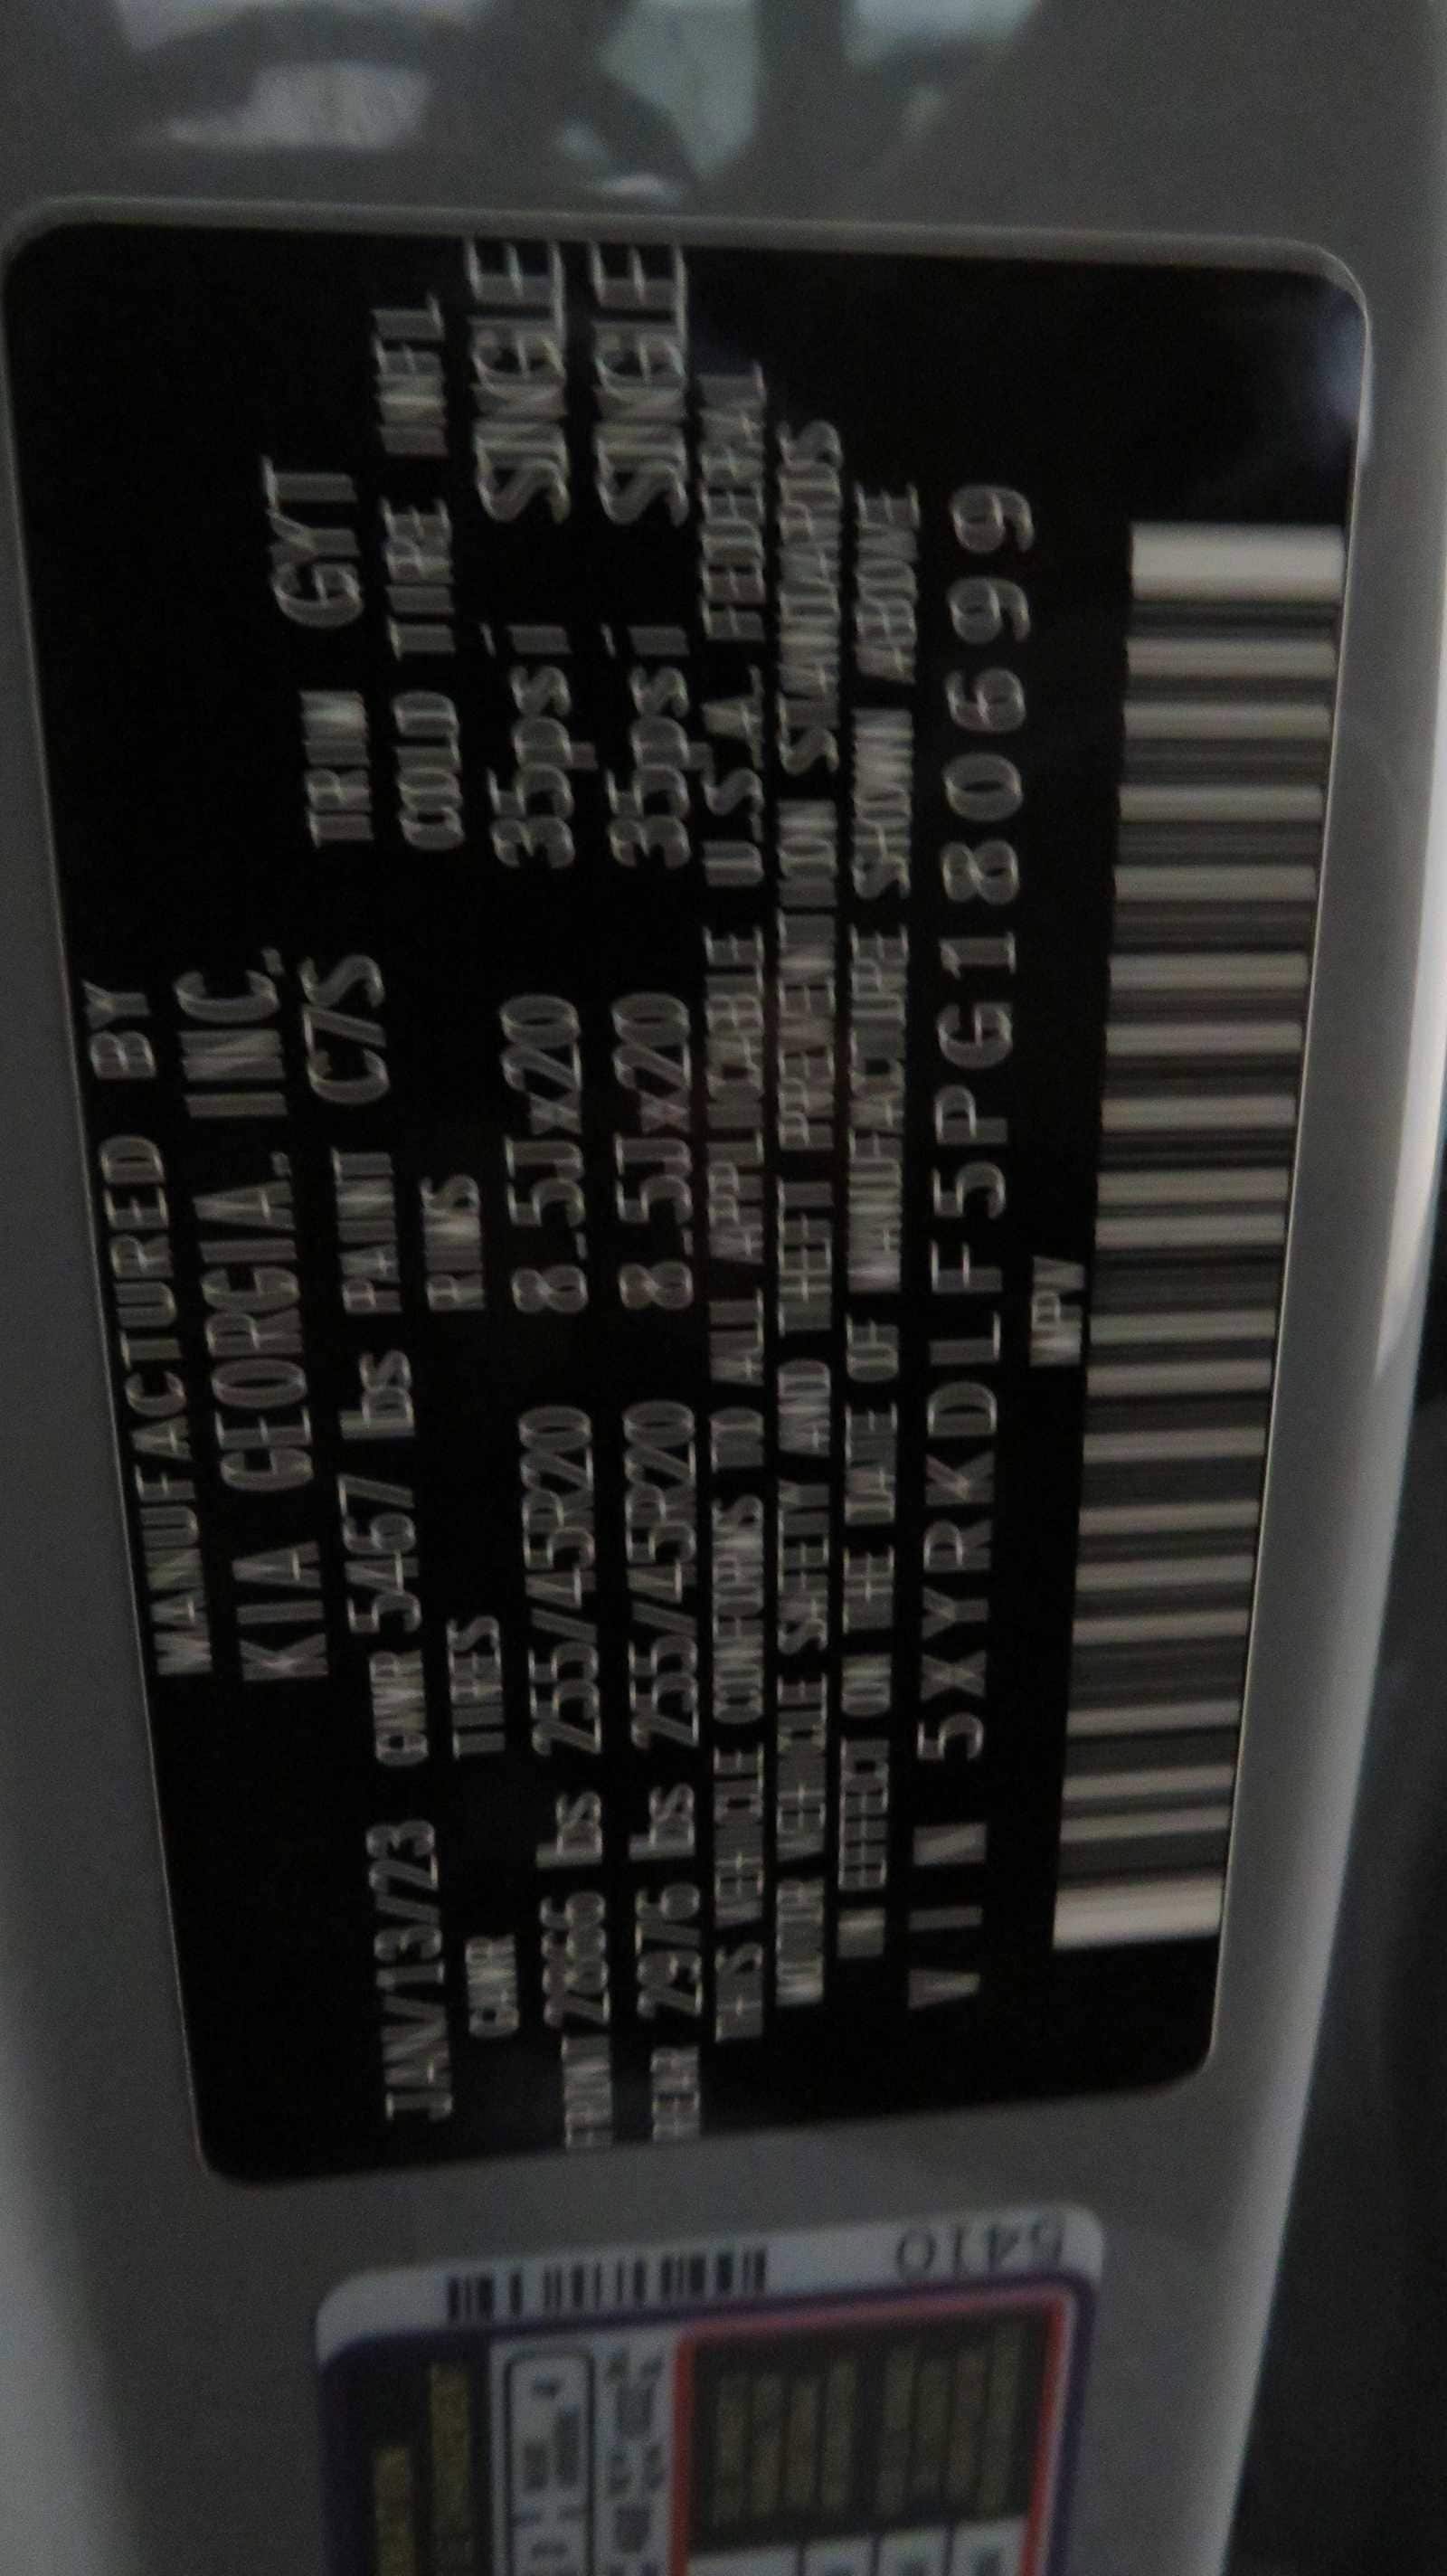 MANUFACTURED BY
KIA GEORGIA, INC.
JAN/13/23 GVWR 5467 lbs PAINT C7S TRIM GYT
GAWR TIRES RIMS COLD TIRE INFL
lbs 255/45R20 8.5Jx20 35psi SINGLE
2976 lbs 255/45R20 8.5Jx20 35psi SINGLE
THIS VEHICLE CONFORMS TO ALL APPLICABLE U.S.A. FEDERAL
MOTOR VEHICLE SAFETY AND THEFT PREVENTION STANDARDS
IN EFFECT ON THE DATE OF MANUFACTURE SHOWN ABOVE
VIN 5XYRKDLF5PG180699
MPV
5410